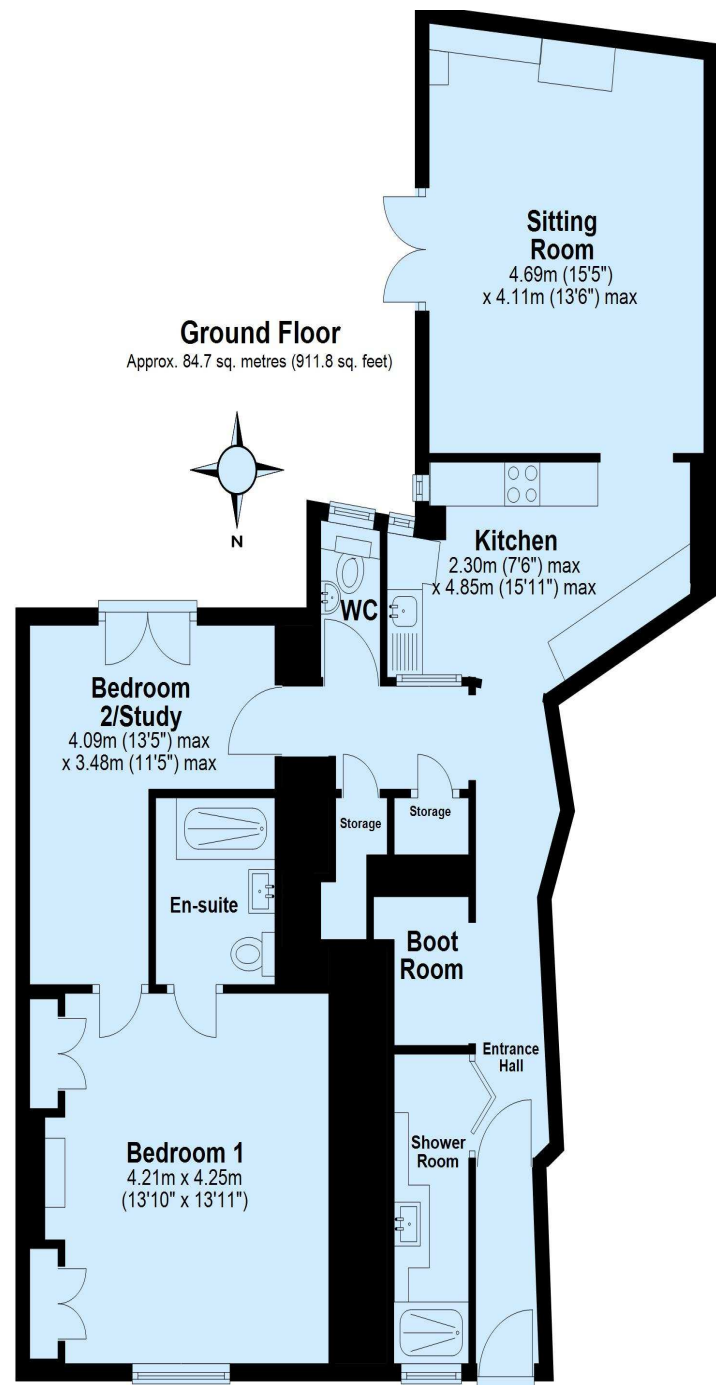 Sitting
Room
4.69m (15'5")
x 4.11m (13'6") max
Ground Floor
Approx. 84.7 sq. metres (911.8 sq. feet)
N
Kitchen
2.30m (7'6") max
x 4.85m (15'11") max
WC
Bedroom
2/Study
4.09m (13'5") max
x 3.48m (11'5") max
Storage
Storage
En-suite
Boot
Room
Entrance
Hall
Shower
Room
Bedroom 1
4.21m x 4.25m
(13'10" x 13'11")